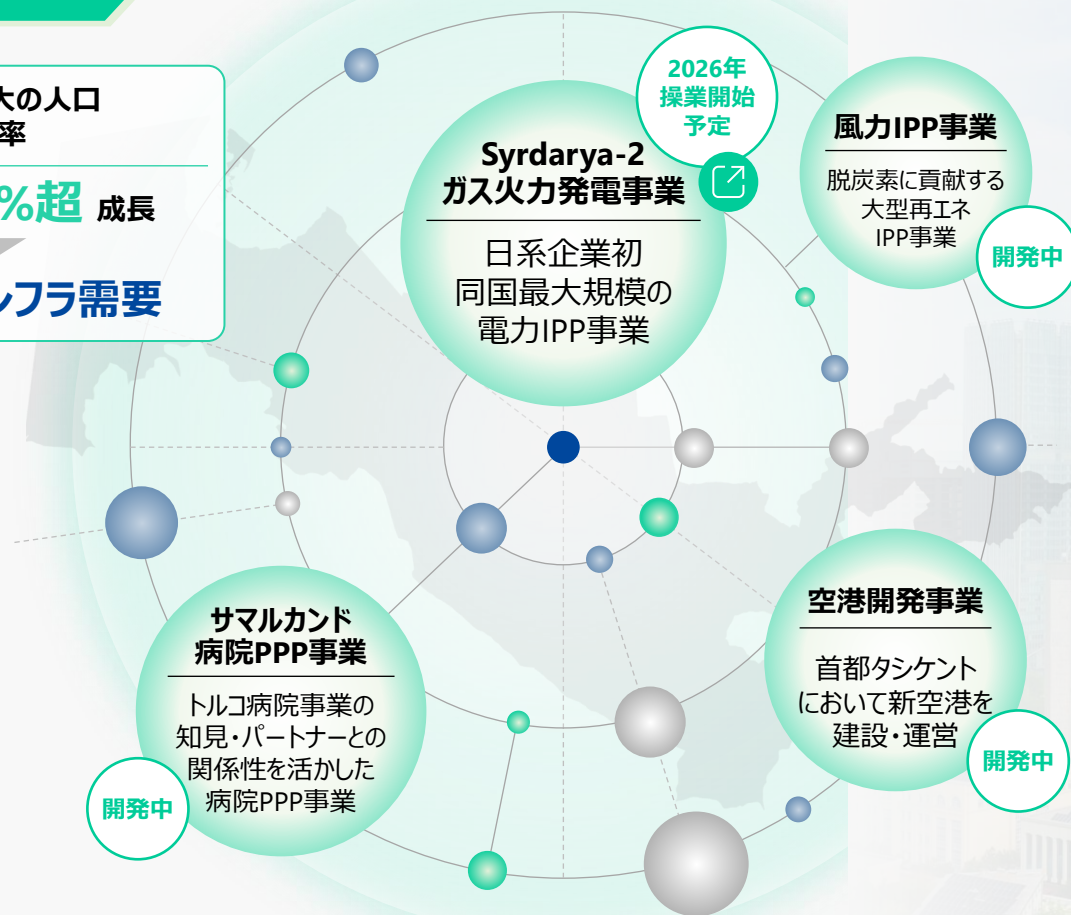 大の人口
率
%超 成長
ンフラ需要
2026年
操業開始
予定
Syrdarya-2
ガス火力発電事業
日系企業初
同国最大規模の
電力IPP事業
風力IPP事業
脱炭素に貢献する
大型再エネ
IPP事業
開発中
サマルカンド
病院PPP事業
トルコ病院事業の
知見・パートナーとの
関係性を活かした
病院PPP事業
開発中
空港開発事業
首都タシケント
において新空港を
建設・運営
開発中